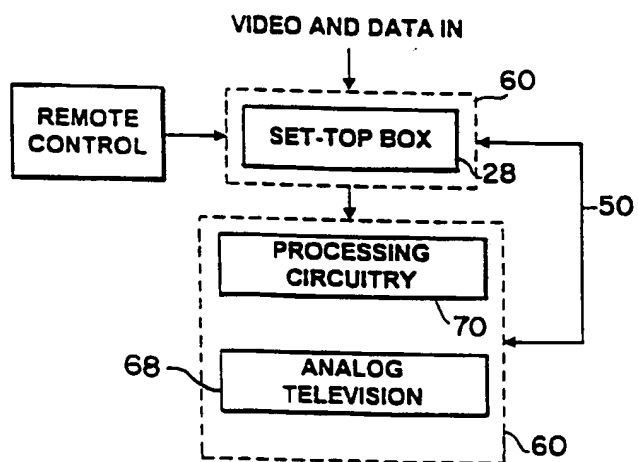 VIDEO AND DATA IN
60
REMOTE
CONTROL
SET-TOP BOX
28
50
PROCESSING
CIRCUITRY
70
68
ANALOG
TELEVISION
60